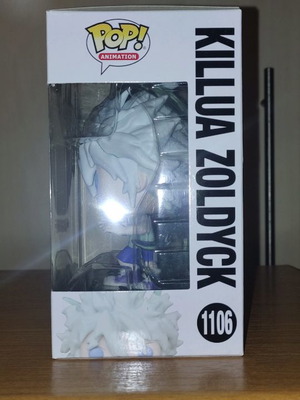 POP!
ANIMATION
KILLUA ZOLDYCK
1106